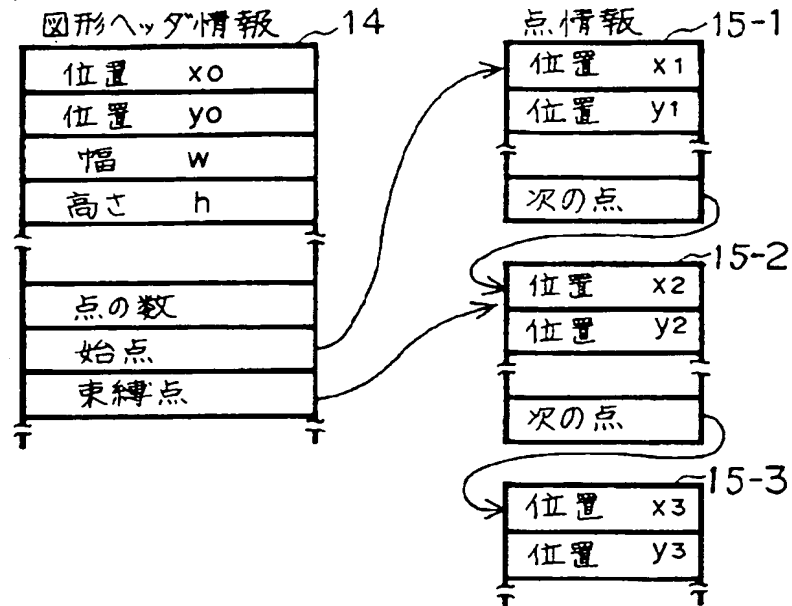 図形ヘッダ情報 14
位置 x0
位置 y0
幅 w
高さ h
点の数
始点
束縛点
点情報 15-1
位置 x1
位置 y1
次の点
15-2
位置 x2
位置 y2
次の点
15-3
位置 x3
位置 y3